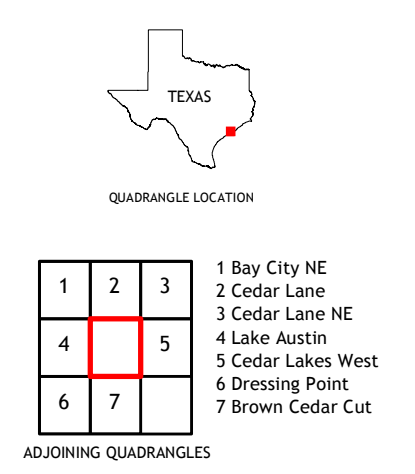 TEXAS
QUADRANGLE LOCATION
1 2 3
4 5
6 7
1 Bay City NE
2 Cedar Lane
3 Cedar Lane NE
4 Lake Austin
5 Cedar Lakes West
6 Dressing Point
7 Brown Cedar Cut
ADJOINING QUADRANGLES